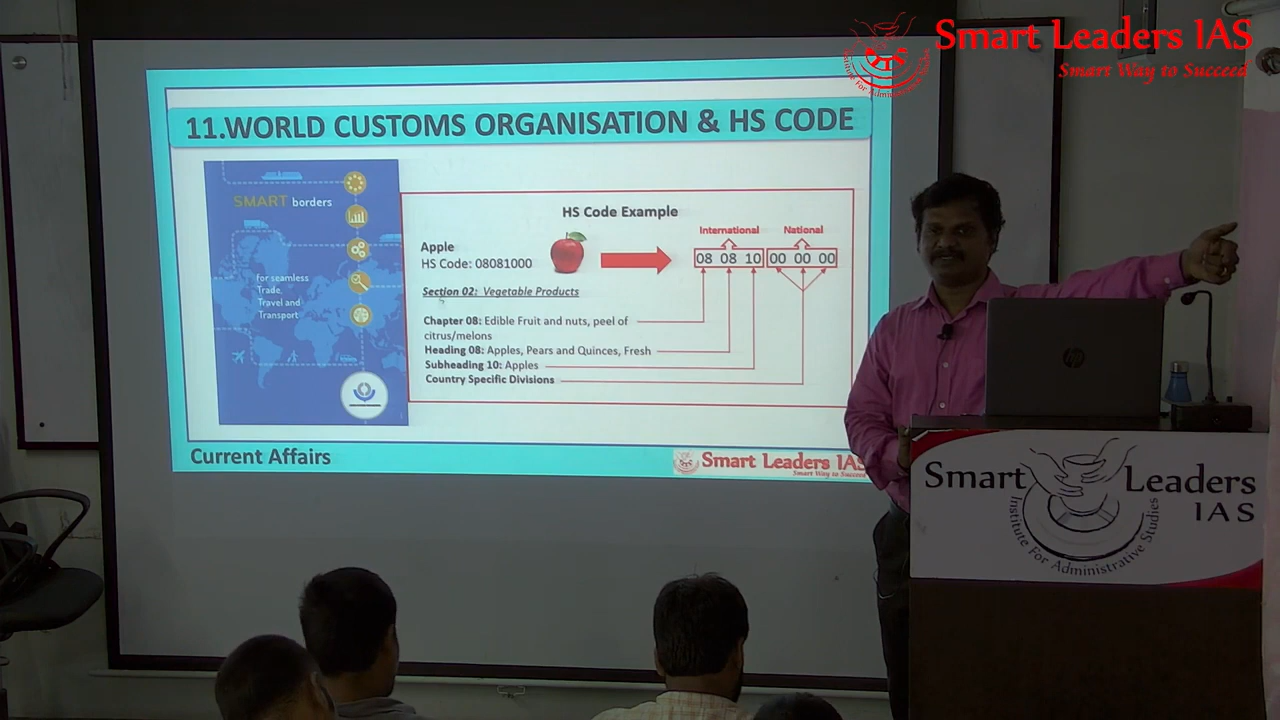 Smart Leaders IAS
Smart Way to Succeed
11.WORLD CUSTOMS ORGANISATION & HS CODE
SMART borders
for seamless
Trade,
Travel and
Transport
HS Code Example
International National
Apple
HS Code: 08081000
08 08 10 00 00 00
Section 02: Vegetable Products
Chapter 08: Edible Fruit and nuts, peel of
citrus/melons
Heading 08: Apples, Pears and Quinces, Fresh
Subheading 10: Apples
Country Specific Divisions
Current Affairs
Smart Leaders IAS
Smart Way to Succeed
hp
Smart Leaders
IAS
Institute For Administrative Studies